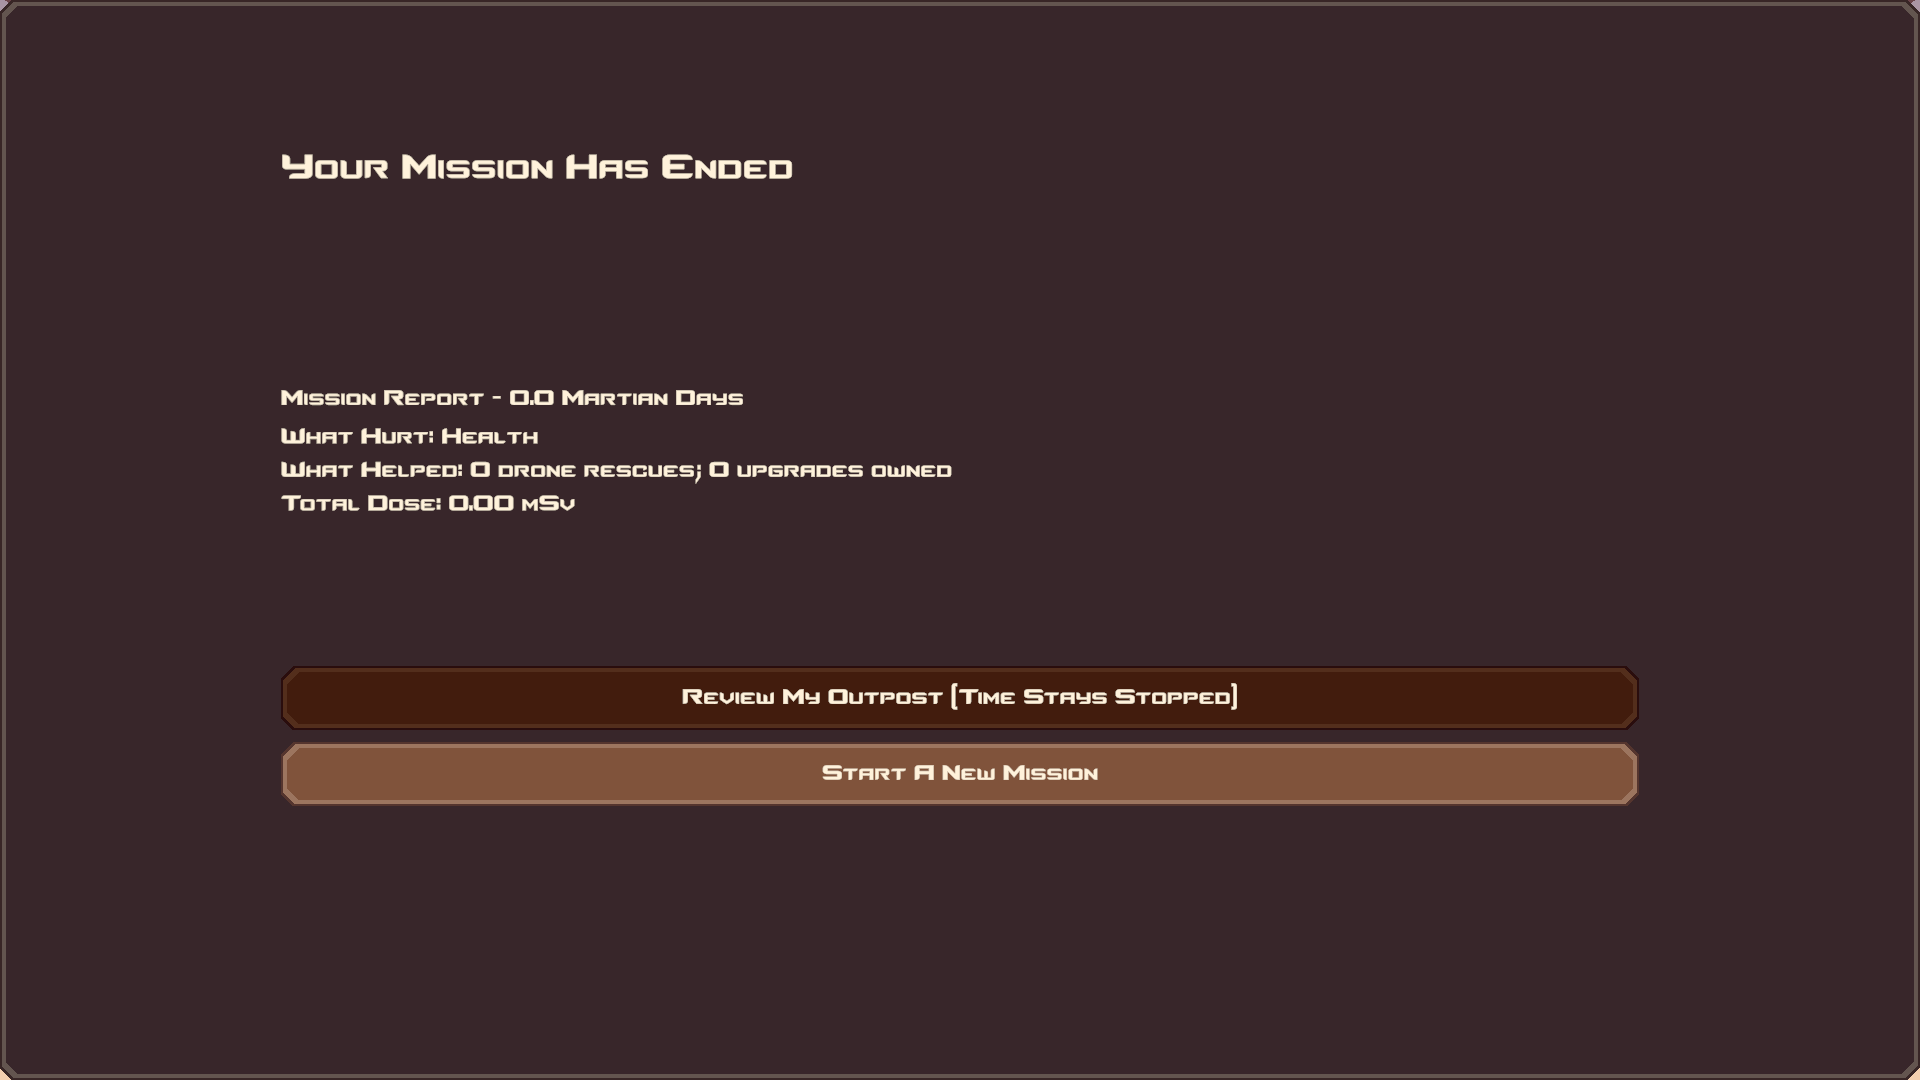 Your Mission Has Ended
Mission Report - 0.0 Martian Days
What Hurt: Health
What Helped: 0 drone rescues; 0 upgrades owned
Total Dose: 0.00 mSv
Review My Outpost (Time Stays Stopped)
Start A New Mission